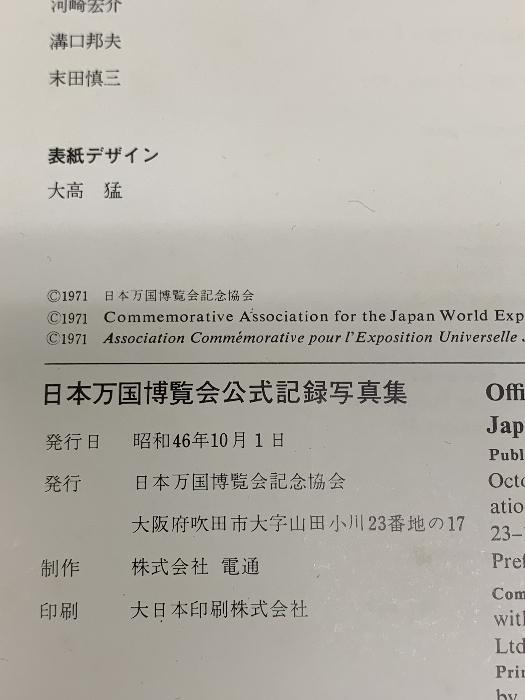 河崎宏介
溝口邦夫
末田慎三
表紙デザイン
大高 猛
©1971 日本万国博覧会記念協会
©1971 Commemorative Association for the Japan World Exp
©1971 Association Commémorative pour l'Exposition Universelle J
日本万国博覧会公式記録写真集
発行日 昭和46年10月1日
発行 日本万国博覧会記念協会
大阪府吹田市大字山田小川23番地の17
制作 株式会社 電通
印刷 大日本印刷株式会社
Offi
Jap
Publ
Octo
atio
23-
Pref
Com
with
Ltd
Prin
by